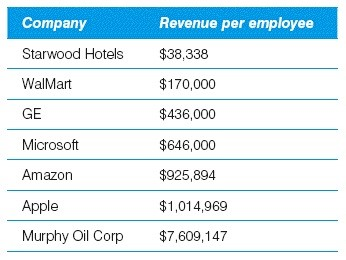 Company Revenue per employee
Starwood Hotels $38,338
WalMart $170,000
GE $436,000
Microsoft $646,000
Amazon $925,894
Apple $1,014,969
Murphy Oil Corp $7,609,147